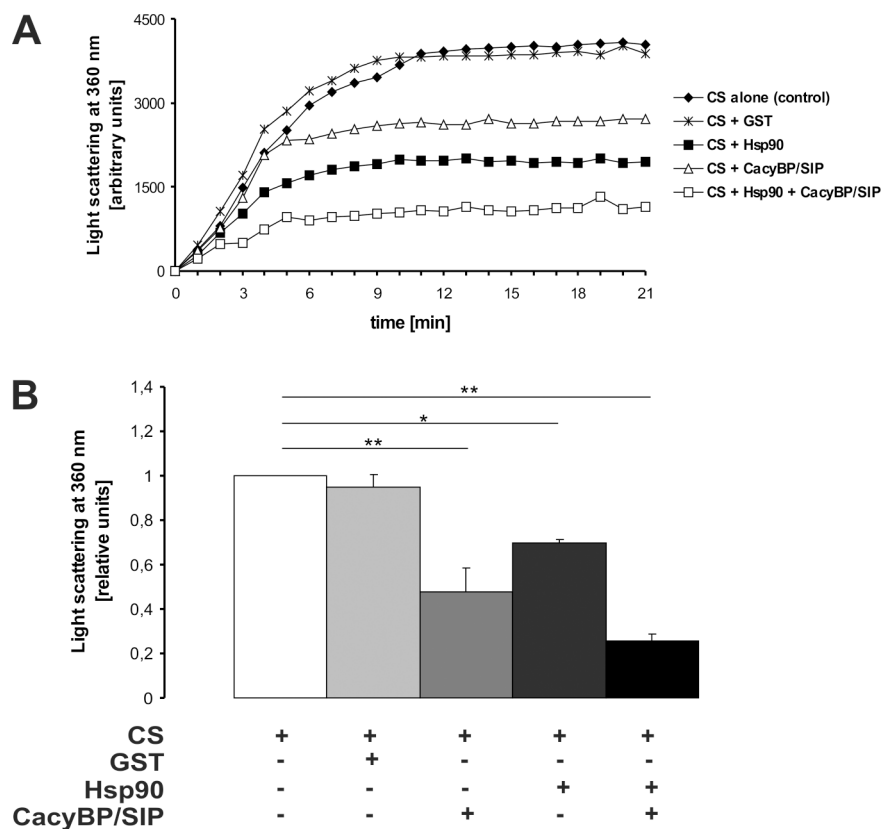 A
Light scattering at 360 nm
[arbitrary units]
4500
3000
1500
0
0 3 6 9 12 15 18 21
time [min]
CS alone (control)
CS + GST
CS + Hsp90
CS + CacyBP/SIP
CS + Hsp90 + CacyBP/SIP
B
Light scattering at 360 nm
[relative units]
1,4
1,2
1
0,8
0,6
0,4
0,2
0
**
*
**
CS + + + + +
GST - + - - -
Hsp90 - - - + +
CacyBP/SIP - - + - +